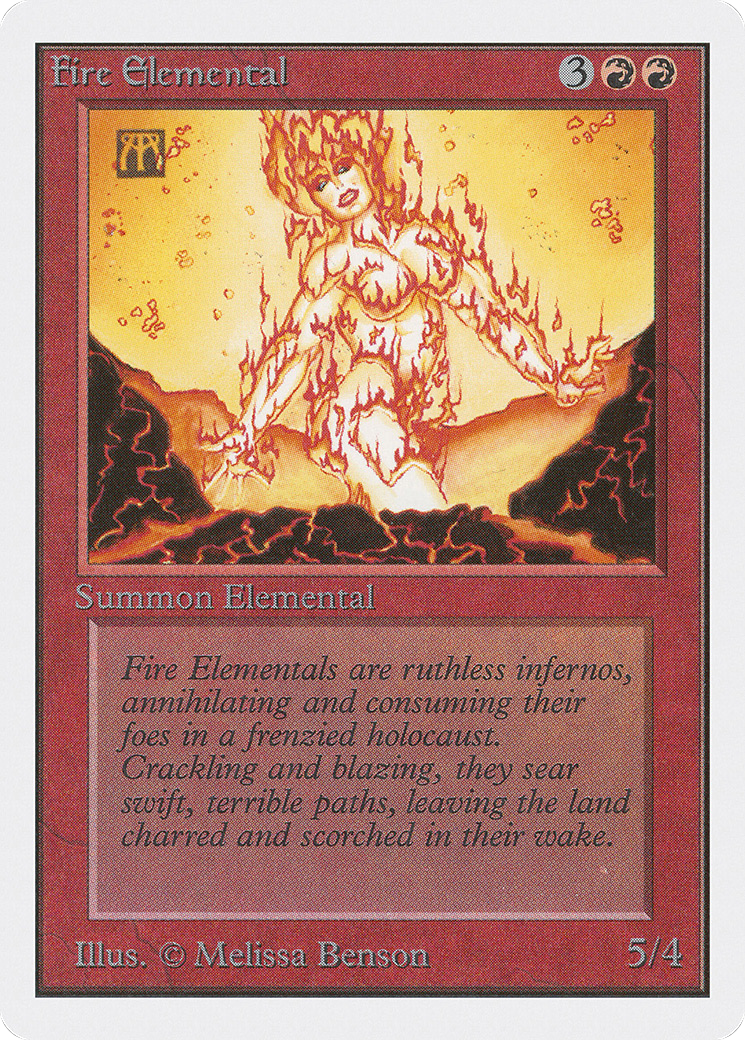 Fire Elemental 3
Summon Elemental
Fire Elementals are ruthless infernos,
annihilating and consuming their
foes in a frenzied holocaust.
Crackling and blazing, they sear
swift, terrible paths, leaving the land
charred and scorched in their wake.
Illus. © Melissa Benson 5/4